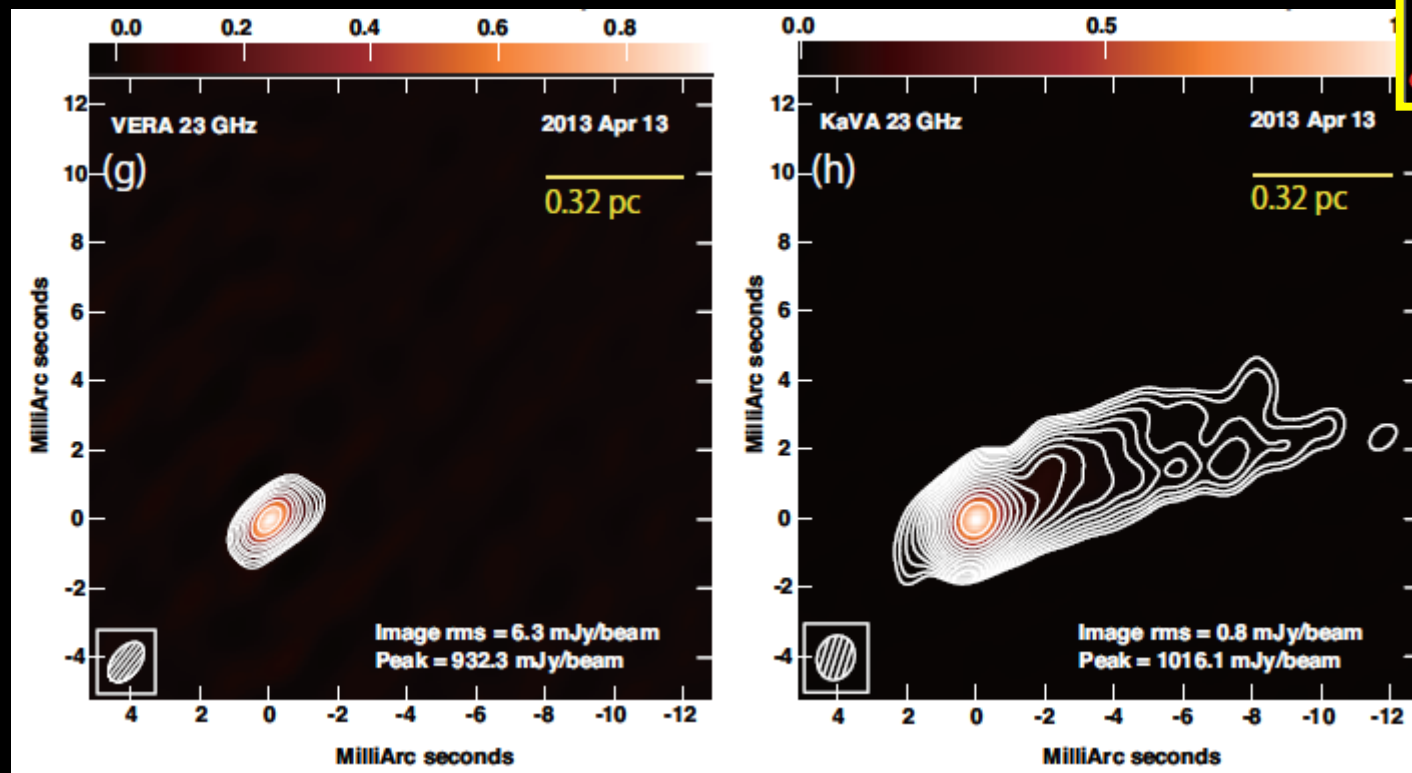 0.0 0.2 0.4 0.6 0.8
VERA 23 GHz 2013 Apr 13
(g)
0.32 pc
12
10
8
6
4
2
0
-2
-4
MilliArc seconds
Image rms = 6.3 mJy/beam
Peak = 932.3 mJy/beam
4 2 0 -2 -4 -6 -8 -10 -12
MilliArc seconds
0.0 0.5
KaVA 23 GHz 2013 Apr 13
(h)
0.32 pc
12
10
8
6
4
2
0
-2
-4
MilliArc seconds
Image rms = 0.8 mJy/beam
Peak = 1016.1 mJy/beam
4 2 0 -2 -4 -6 -8 -10 -12
MilliArc seconds